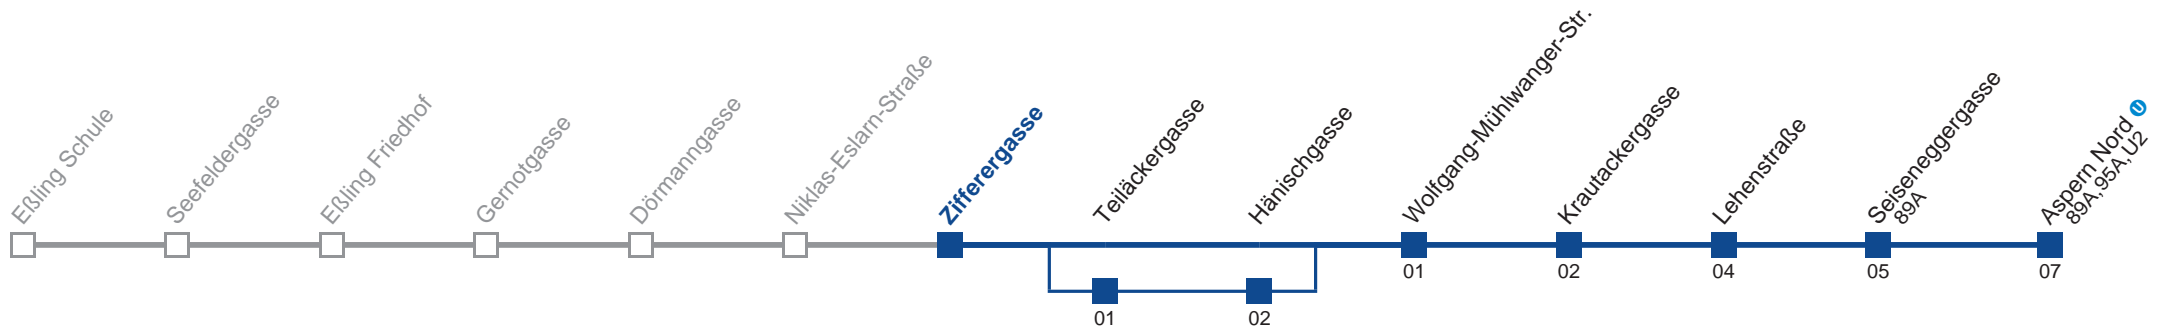 Eßling Schule
Seefeldergasse
Eßling Friedhof
Gernotgasse
Dörmanngasse
Niklas-Eslarn-Straße
Zifferergasse
Teiläckergasse
Hänischgasse
Wolfgang-Mühlwanger-Str.
Krautackergasse
Lehenstraße
Seiseneggergasse
89A
Aspern Nord U
89A,95A,U2
01
02
04
05
07
01
02